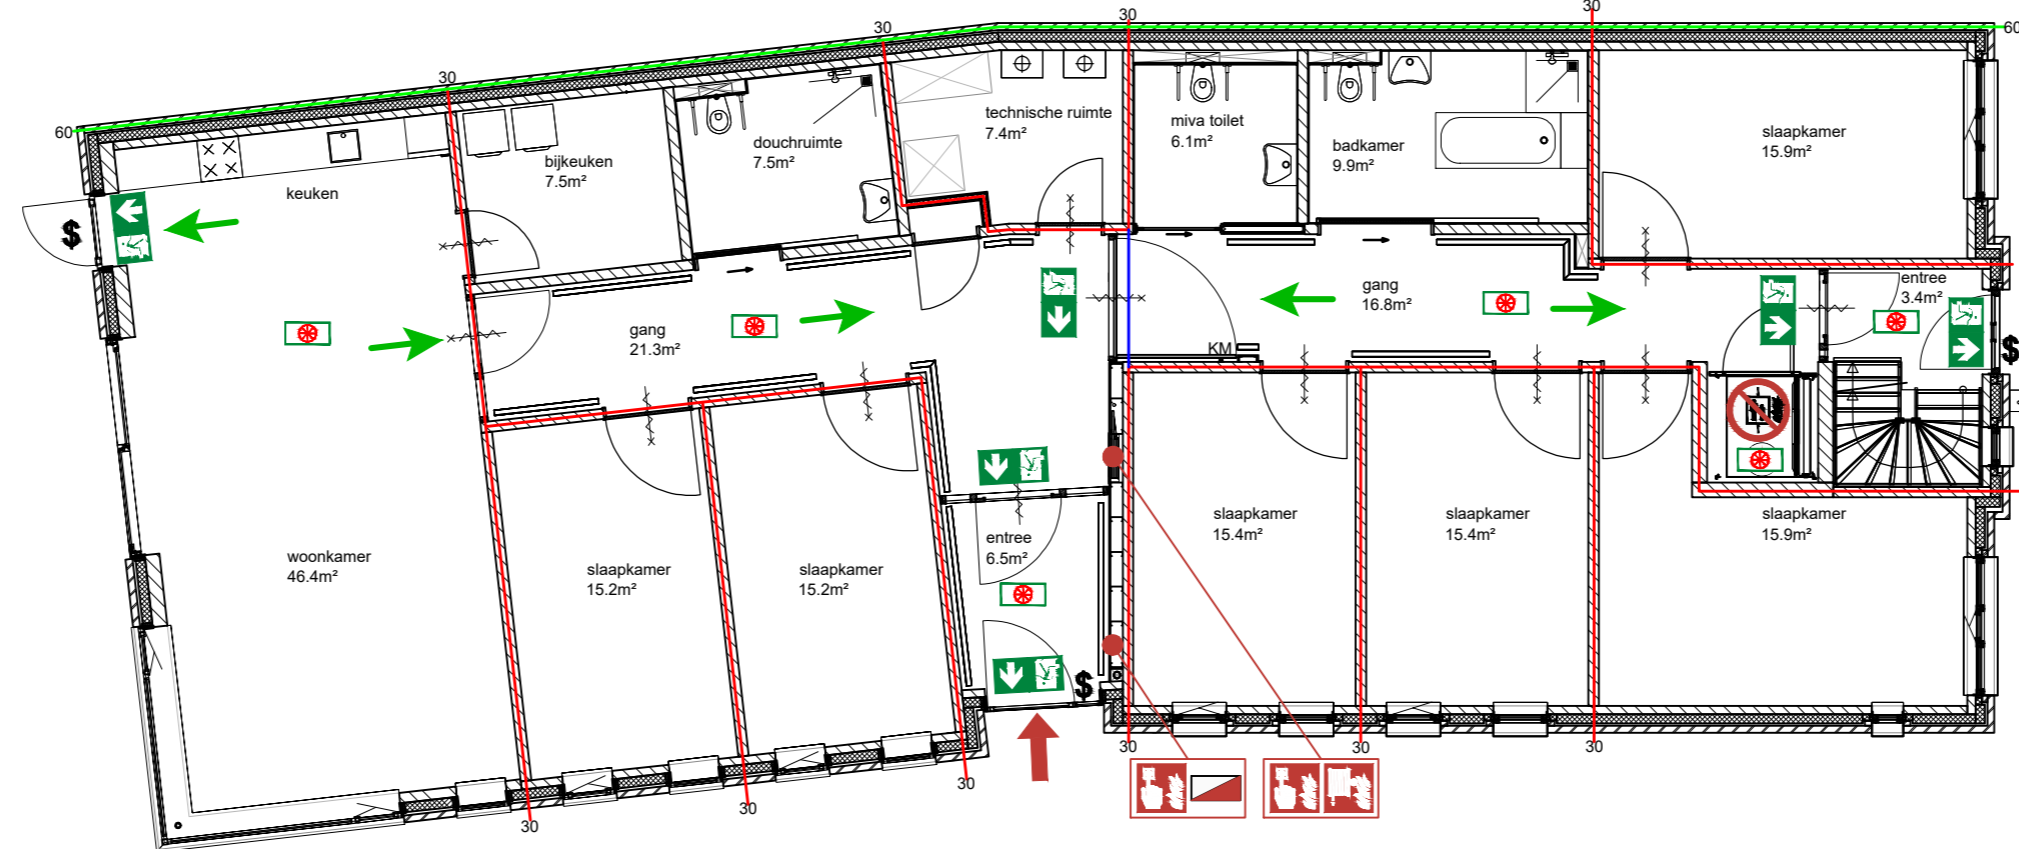 30
30
30
60
30
60
technische ruimte
7.4m²
miva toilet
6.1m²
slaapkamer
15.9m²
douchruimte
7.5m²
badkamer
9.9m²
bijkeuken
7.5m²
keuken
$
entree
3.4m²
gang
16.8m²
gang
21.3m²
KM
$
slaapkamer
15.4m²
slaapkamer
15.4m²
slaapkamer
15.9m²
entree
6.5m²
woonkamer
46.4m²
slaapkamer
15.2m²
slaapkamer
15.2m²
$
30
30
30
30
30
30